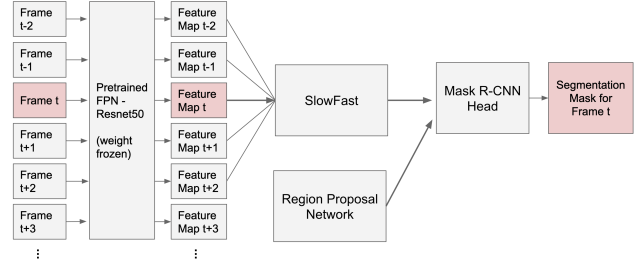 Frame
t-2
Frame
t-1
Frame t
Frame
t+1
Frame
t+2
Frame
t+3
Pretrained
FPN -
Resnet50
(weight
frozen)
Feature
Map t-2
Feature
Map t-1
Feature
Map t
Feature
Map t+1
Feature
Map t+2
Feature
Map t+3
SlowFast
Region Proposal
Network
Mask R-CNN
Head
Segmentation
Mask for
Frame t